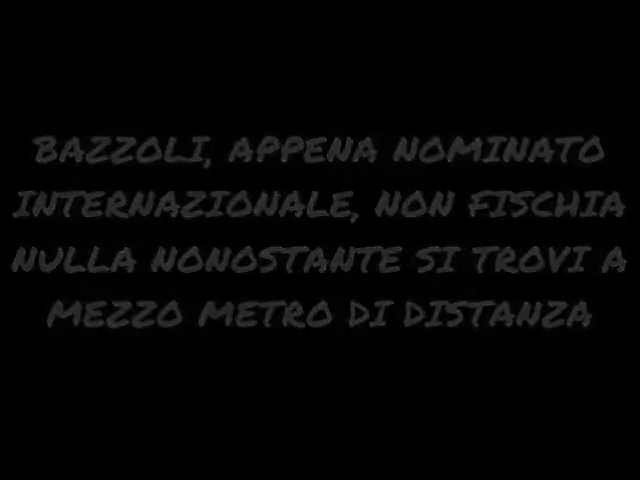 BAZZOLI, APPENA NOMINATO
INTERNAZIONALE, NON FISCHIA
NULLA NONOSTANTE SI TROVI A
MEZZO METRO DI DISTANZA